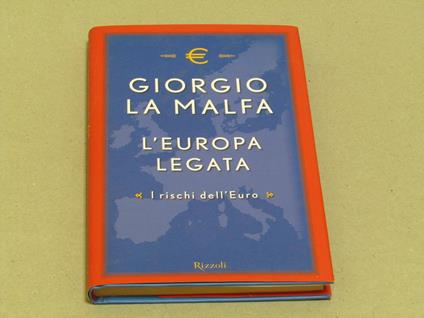 €
GIORGIO
LA MALFA
L'EUROPA
LEGATA
I rischi dell'Euro
Rizzoli